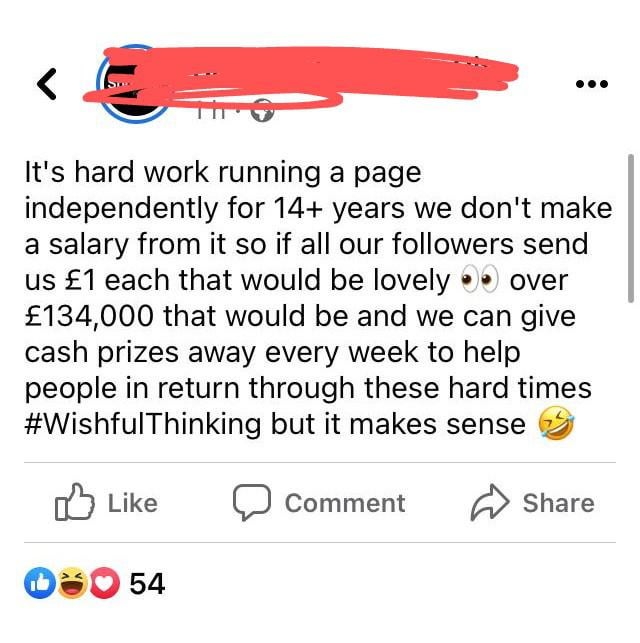 1h
It's hard work running a page
independently for 14+ years we don't make
a salary from it so if all our followers send
us £1 each that would be lovely 👀 over
£134,000 that would be and we can give
cash prizes away every week to help
people in return through these hard times
#WishfulThinking but it makes sense 🤣
Like Comment Share
54